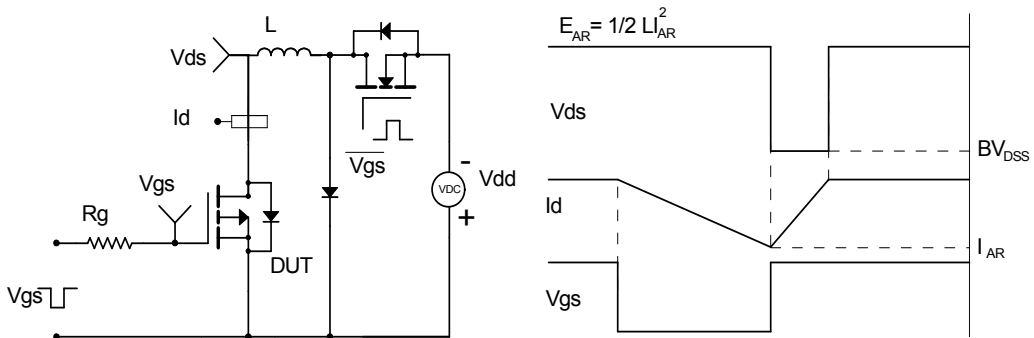 L
Vds
Id
Vgs
Rg
DUT
Vgs
Vgs
VDC
-
+
Vdd
E_AR = 1/2 LI_AR^2
Vds
BV_DSS
Id
I_AR
Vgs